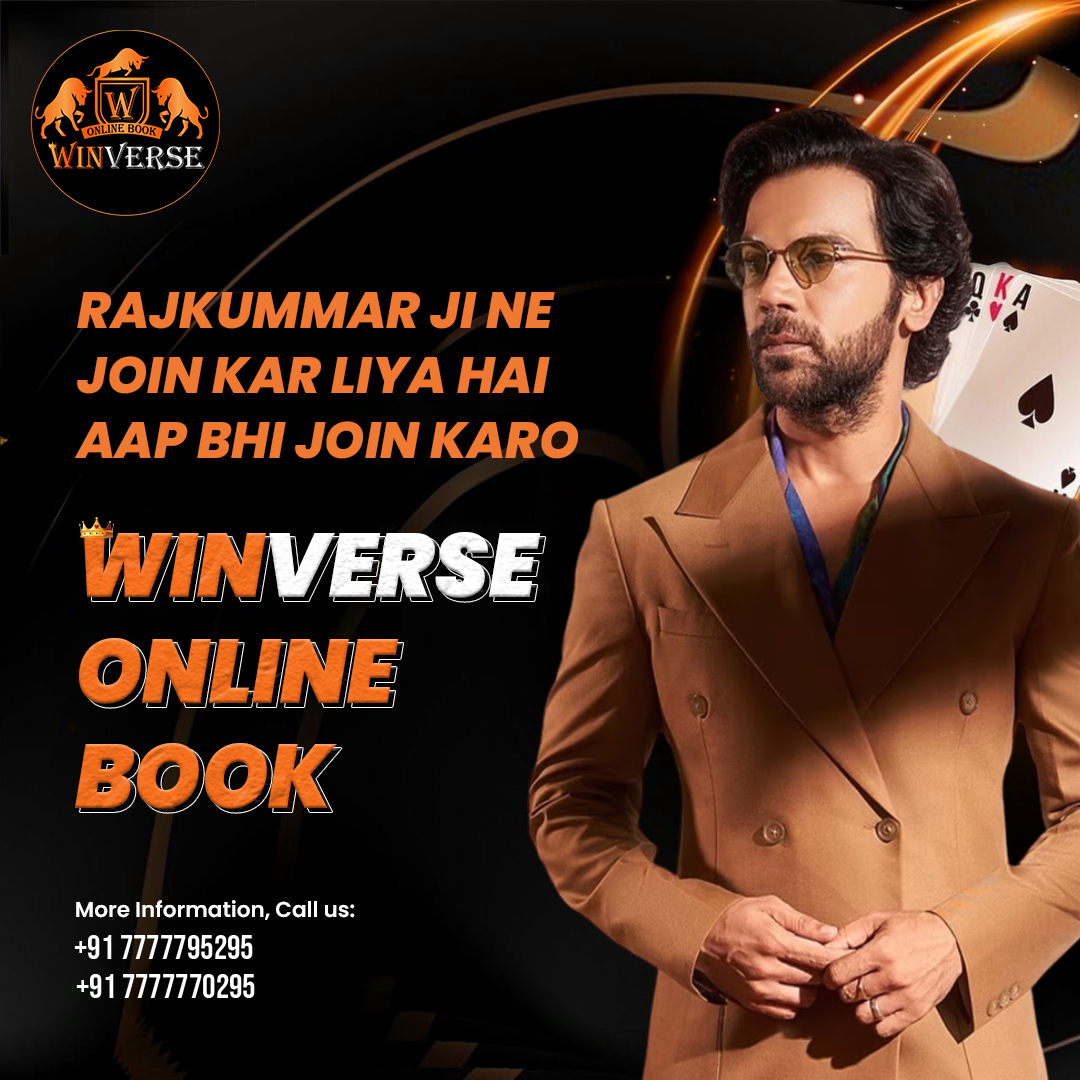 W
ONLINE BOOK
WINVERSE
RAJKUMMAR JI NE
JOIN KAR LIYA HAI
AAP BHI JOIN KARO
WINVERSE
ONLINE
BOOK
More Information, Call us:
+91 7777795295
+91 7777770295
Q K A